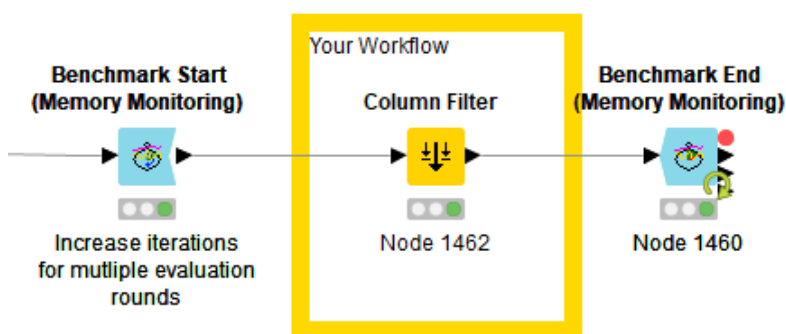 Your Workflow
Benchmark Start
(Memory Monitoring)
Column Filter
Benchmark End
(Memory Monitoring)
Increase iterations
for mutliple evaluation
rounds
Node 1462
Node 1460